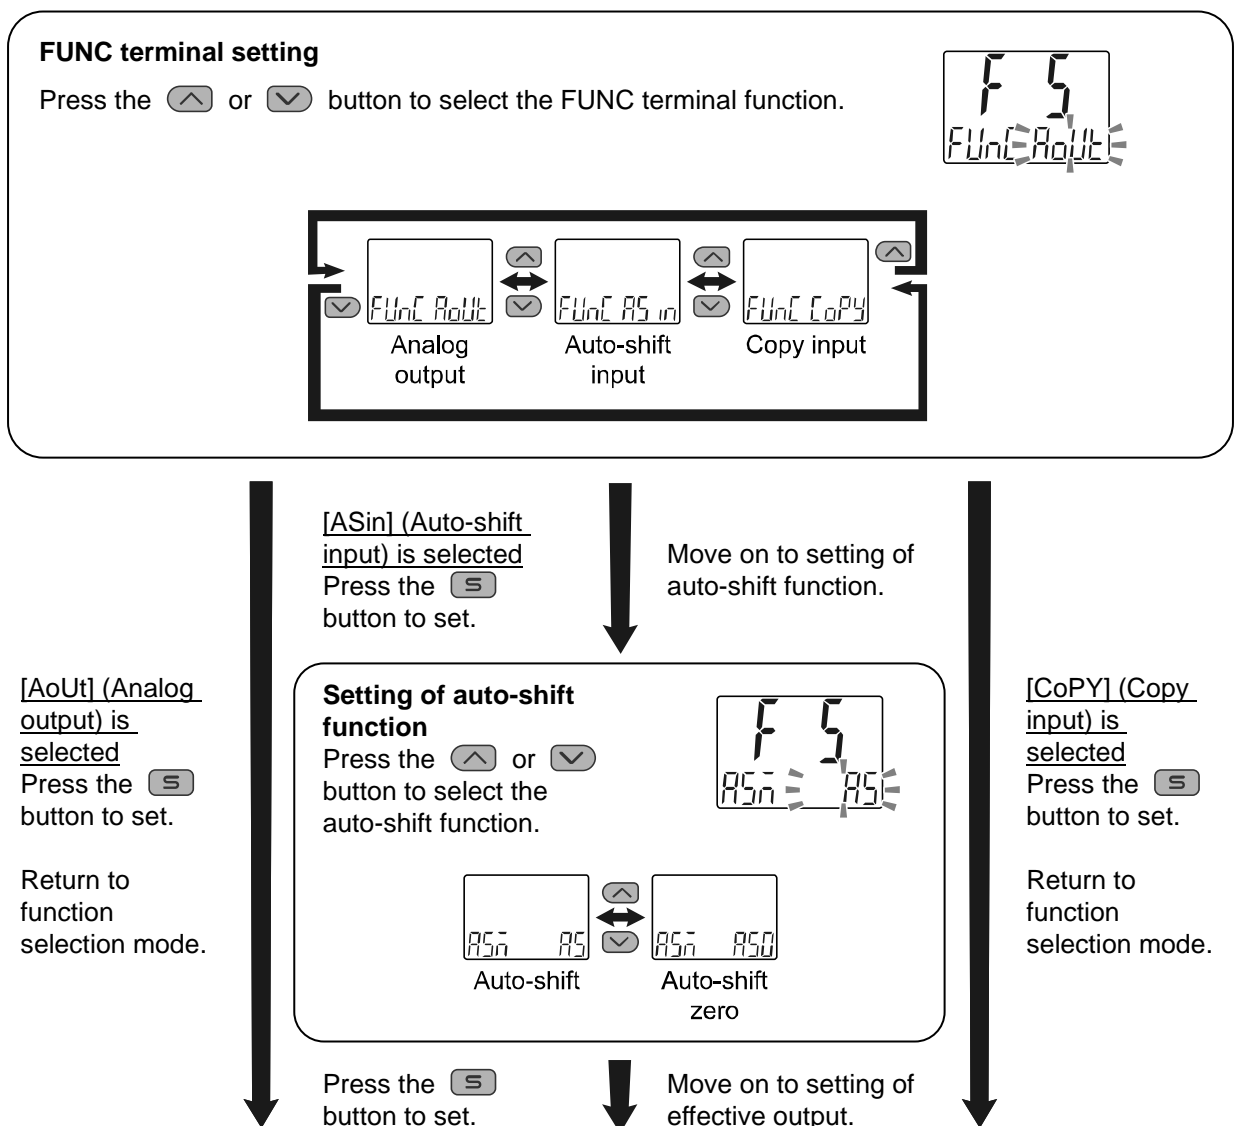 FUNC terminal setting
Press the or button to select the FUNC terminal function.
F 5
FUnC AoUt
FUnC AoUt
FUnC AS in
FUnC CoPY
Analog
output
Auto-shift
input
Copy input
[ASin] (Auto-shift
input) is selected
Press the S
button to set.
Move on to setting of
auto-shift function.
[AoUt] (Analog
output) is
selected
Press the S
button to set.
Return to
function
selection mode.
Setting of auto-shift
function
Press the or
button to select the
auto-shift function.
F 5
ASm AS
ASm AS
ASm AS0
Auto-shift
Auto-shift
zero
[CoPY] (Copy
input) is
selected
Press the S
button to set.
Return to
function
selection mode.
Press the S
button to set.
Move on to setting of
effective output.